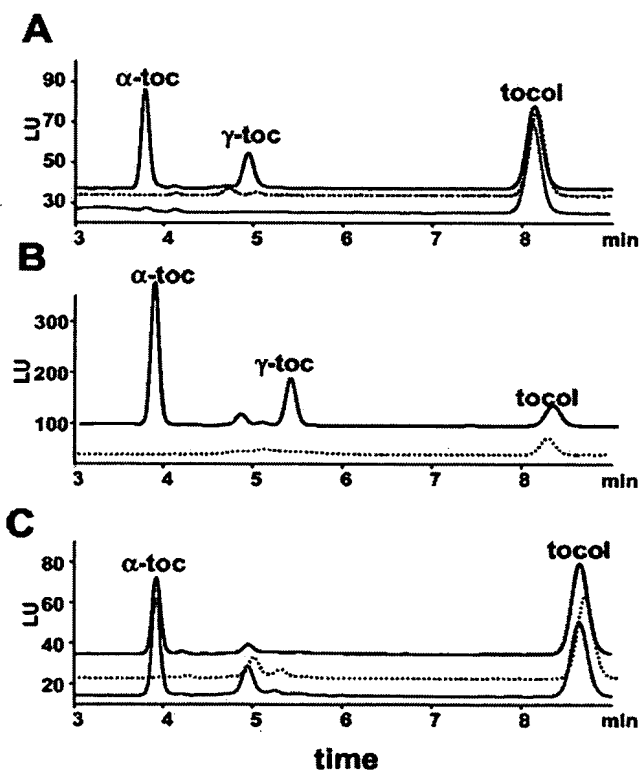 A
α-toc
γ-toc
tocol
LU
90
70
50
30
3 4 5 6 7 8 min
B
α-toc
γ-toc
tocol
LU
300
200
100
3 4 5 6 7 8 min
C
α-toc
tocol
LU
80
60
40
20
3 4 5 6 7 8 min
time